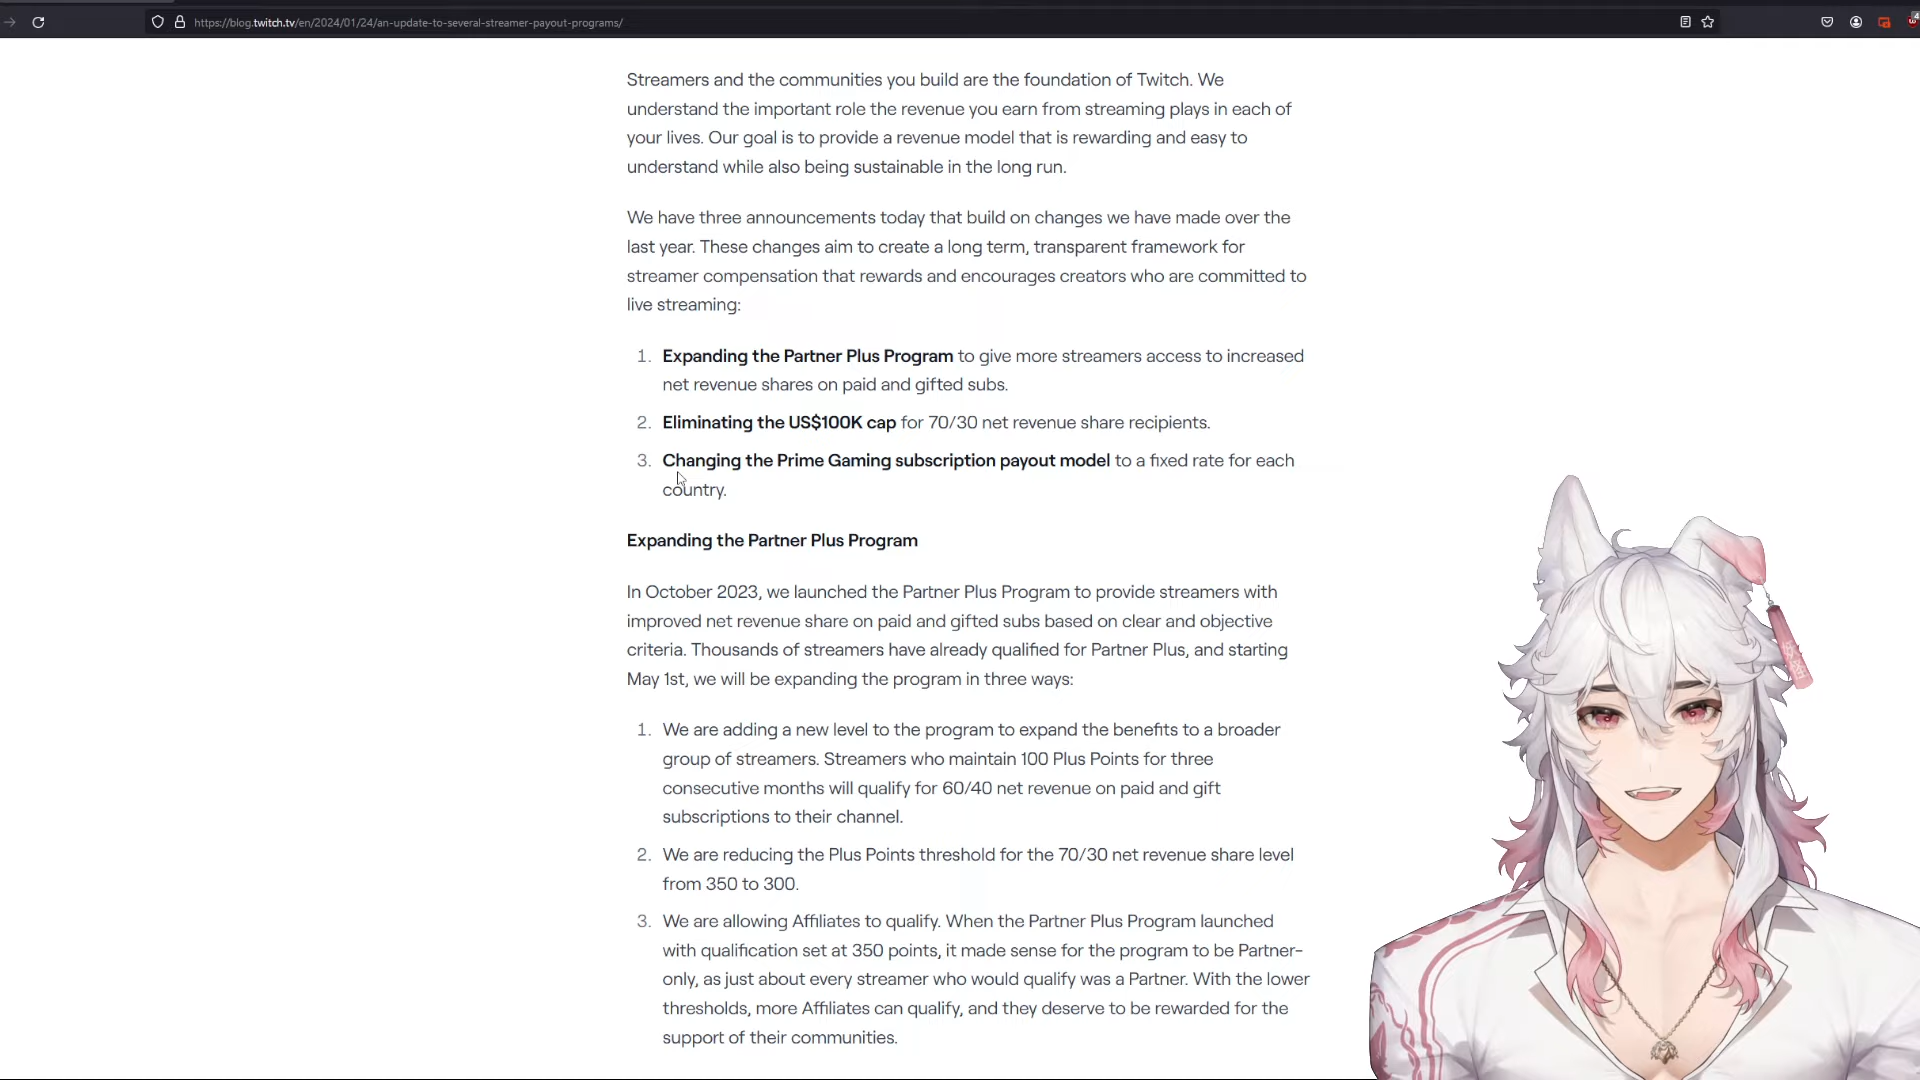 https://blog.twitch.tv/en/2024/01/24/an-update-to-several-streamer-payout-programs/
Streamers and the communities you build are the foundation of Twitch. We
understand the important role the revenue you earn from streaming plays in each of
your lives. Our goal is to provide a revenue model that is rewarding and easy to
understand while also being sustainable in the long run.
We have three announcements today that build on changes we have made over the
last year. These changes aim to create a long term, transparent framework for
streamer compensation that rewards and encourages creators who are committed to
live streaming:
1. Expanding the Partner Plus Program to give more streamers access to increased
net revenue shares on paid and gifted subs.
2. Eliminating the US$100K cap for 70/30 net revenue share recipients.
3. Changing the Prime Gaming subscription payout model to a fixed rate for each
country.
Expanding the Partner Plus Program
In October 2023, we launched the Partner Plus Program to provide streamers with
improved net revenue share on paid and gifted subs based on clear and objective
criteria. Thousands of streamers have already qualified for Partner Plus, and starting
May 1st, we will be expanding the program in three ways:
1. We are adding a new level to the program to expand the benefits to a broader
group of streamers. Streamers who maintain 100 Plus Points for three
consecutive months will qualify for 60/40 net revenue on paid and gift
subscriptions to their channel.
2. We are reducing the Plus Points threshold for the 70/30 net revenue share level
from 350 to 300.
3. We are allowing Affiliates to qualify. When the Partner Plus Program launched
with qualification set at 350 points, it made sense for the program to be Partner-
only, as just about every streamer who would qualify was a Partner. With the lower
thresholds, more Affiliates can qualify, and they deserve to be rewarded for the
support of their communities.